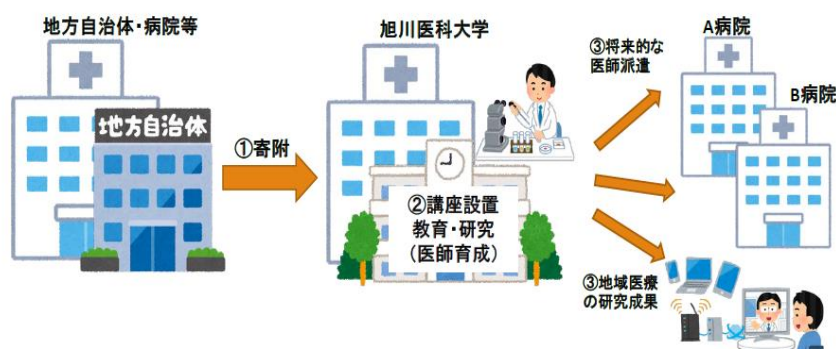 地方自治体・病院等
地方自治体
①寄附
旭川医科大学
②講座設置
教育・研究
（医師育成）
③将来的な
医師派遣
A病院
B病院
③地域医療
の研究成果